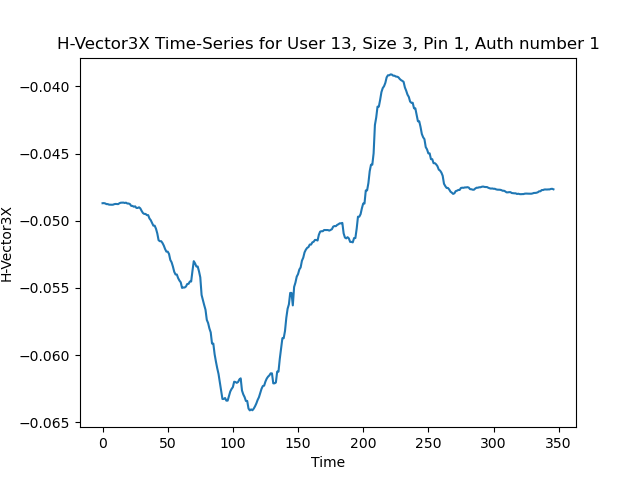 H-Vector3X Time-Series for User 13, Size 3, Pin 1, Auth number 1
−0.040
−0.045
−0.050
−0.055
−0.060
−0.065
H-Vector3X
0 50 100 150 200 250 300 350
Time